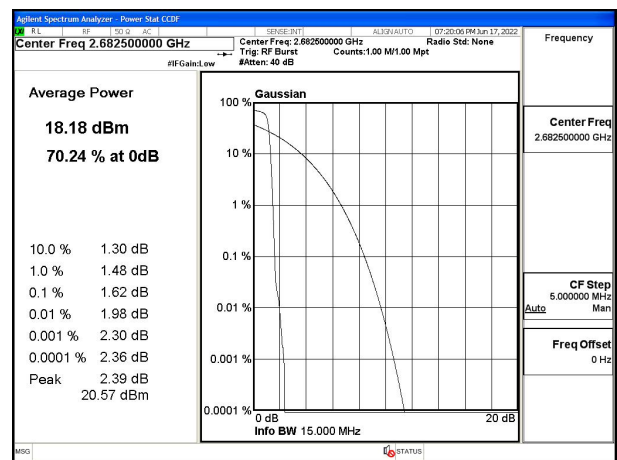 Agilent Spectrum Analyzer - Power Stat CCDF
RL RF 50 Ω AC SENSE:INT ALIGN AUTO 07:20:06 PM Jun 17, 2022
Center Freq 2.682500000 GHz
Center Freq: 2.682500000 GHz Radio Std: None
Trig: RF Burst Counts:1.00 M/1.00 Mpt
#IFGain:Low #Atten: 40 dB
Frequency
Average Power
18.18 dBm
70.24 % at 0dB
10.0 % 1.30 dB
1.0 % 1.48 dB
0.1 % 1.62 dB
0.01 % 1.98 dB
0.001 % 2.30 dB
0.0001 % 2.36 dB
Peak 2.39 dB
20.57 dBm
Gaussian
100 %
10 %
1 %
0.1 %
0.01 %
0.001 %
0.0001 %
0 dB 20 dB
Info BW 15.000 MHz
Center Freq
2.682500000 GHz
CF Step
5.000000 MHz
Auto Man
Freq Offset
0 Hz
MSG STATUS